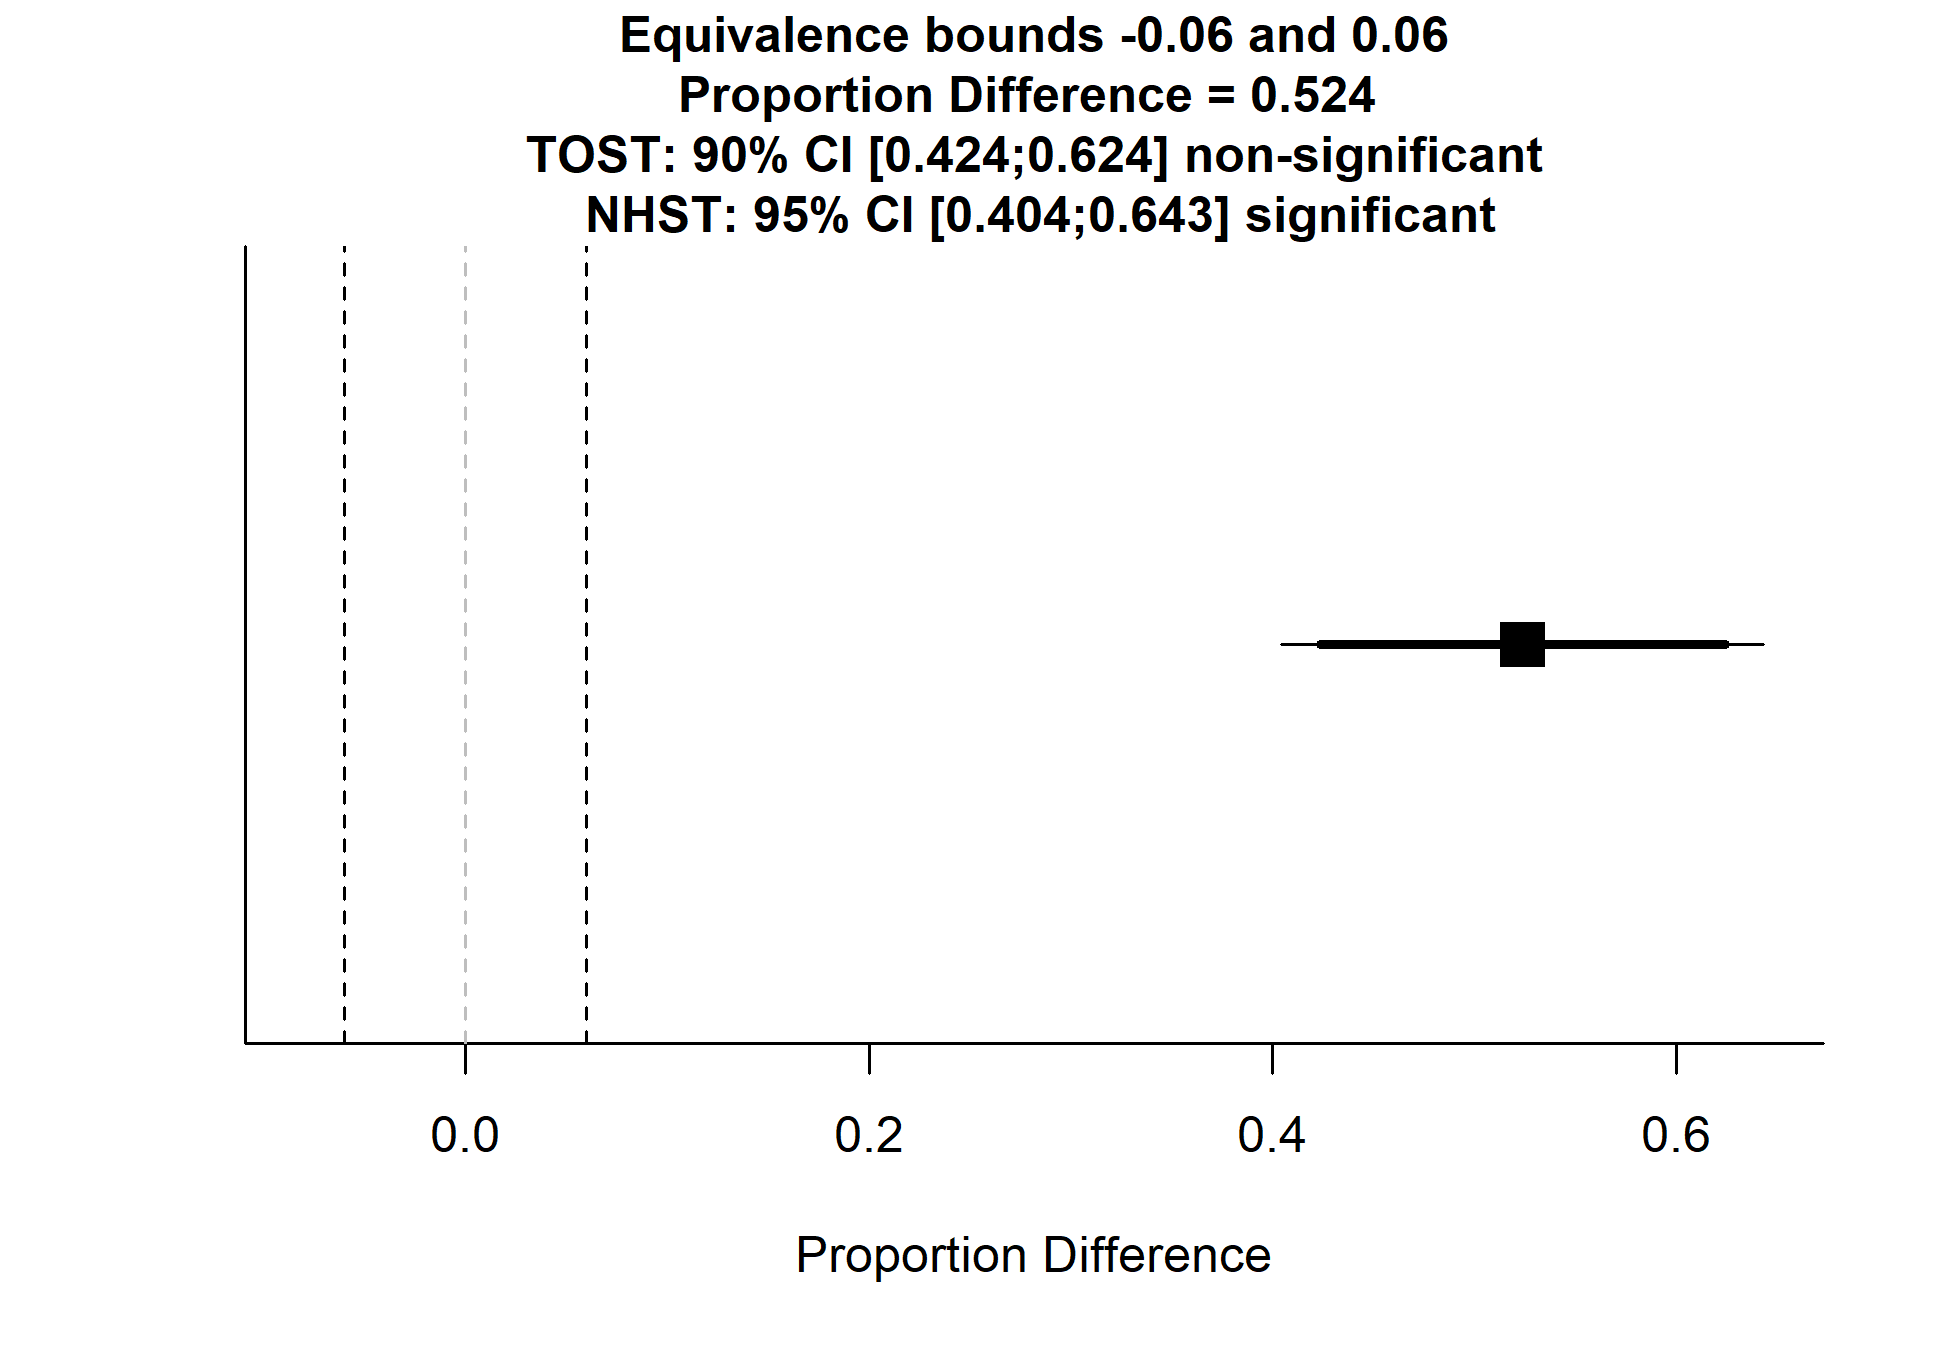 Equivalence bounds -0.06 and 0.06
Proportion Difference = 0.524
TOST: 90% CI [0.424;0.624] non-significant
NHST: 95% CI [0.404;0.643] significant
0.0 0.2 0.4 0.6
Proportion Difference